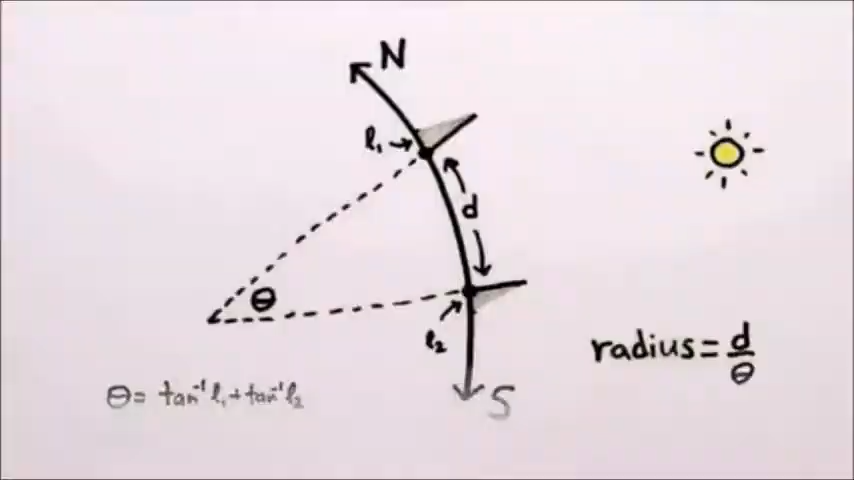 N
l₁
d
θ
l₂
radius = d/θ
θ = tan⁻¹ l₁ + tan⁻¹ l₂
S